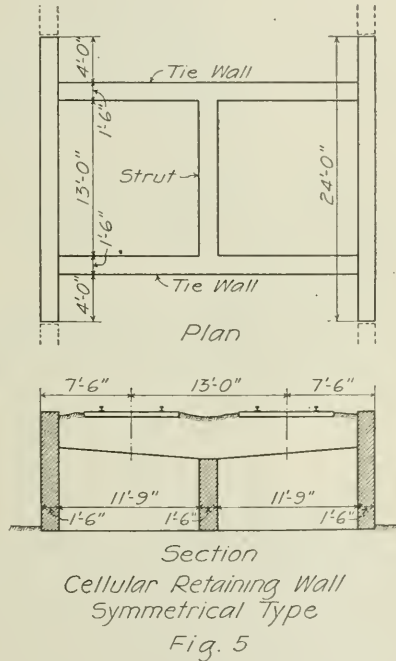 4'-0"
Tie Wall
1'-6"
13'-0"
Strut
24'-0"
1'-6"
4'-0"
Tie Wall
Plan
7'-6" 13'-0" 7'-6"
11'-9" 11'-9"
1'-6" 1'-6" 1'-6"
Section
Cellular Retaining Wall
Symmetrical Type
Fig. 5